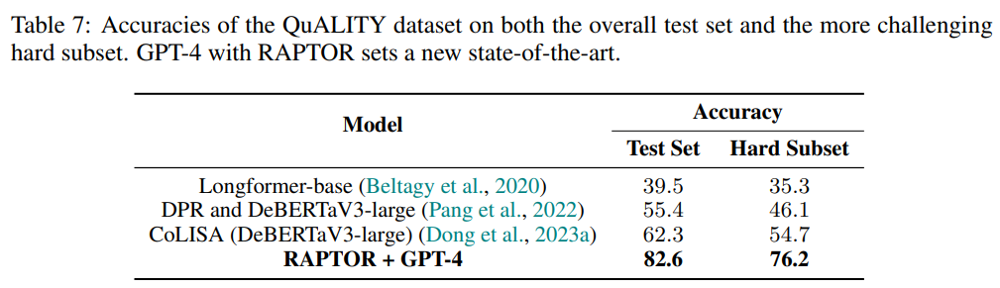 Table 7: Accuracies of the QuALITY dataset on both the overall test set and the more challenging
hard subset. GPT-4 with RAPTOR sets a new state-of-the-art.
Model Accuracy
Test Set Hard Subset
Longformer-base (Beltagy et al., 2020) 39.5 35.3
DPR and DeBERTaV3-large (Pang et al., 2022) 55.4 46.1
CoLISA (DeBERTaV3-large) (Dong et al., 2023a) 62.3 54.7
RAPTOR + GPT-4 82.6 76.2